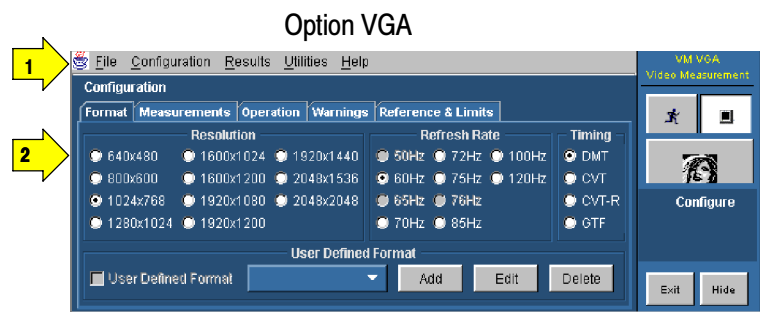 Option VGA
1
File Configuration Results Utilities Help
VM VGA
Video Measurement
Configuration
Format Measurements Operation Warnings Reference & Limits
Resolution Refresh Rate Timing
2
640x480 1600x1024 1920x1440 50Hz 72Hz 100Hz DMT
800x600 1600x1200 2048x1536 60Hz 75Hz 120Hz CVT
1024x768 1920x1080 2048x2048 65Hz 76Hz CVT-R
1280x1024 1920x1200 70Hz 85Hz GTF
Configure
User Defined Format
User Defined Format Add Edit Delete
Exit Hide